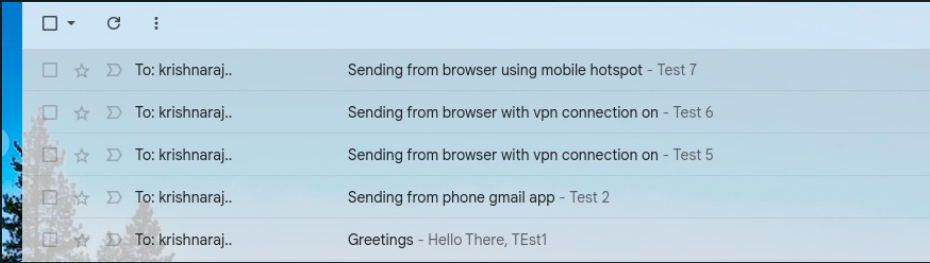 To: krishnaraj.. Sending from browser using mobile hotspot - Test 7
To: krishnaraj.. Sending from browser with vpn connection on - Test 6
To: krishnaraj.. Sending from browser with vpn connection on - Test 5
To: krishnaraj.. Sending from phone gmail app - Test 2
To: krishnaraj.. Greetings - Hello There, TEst1